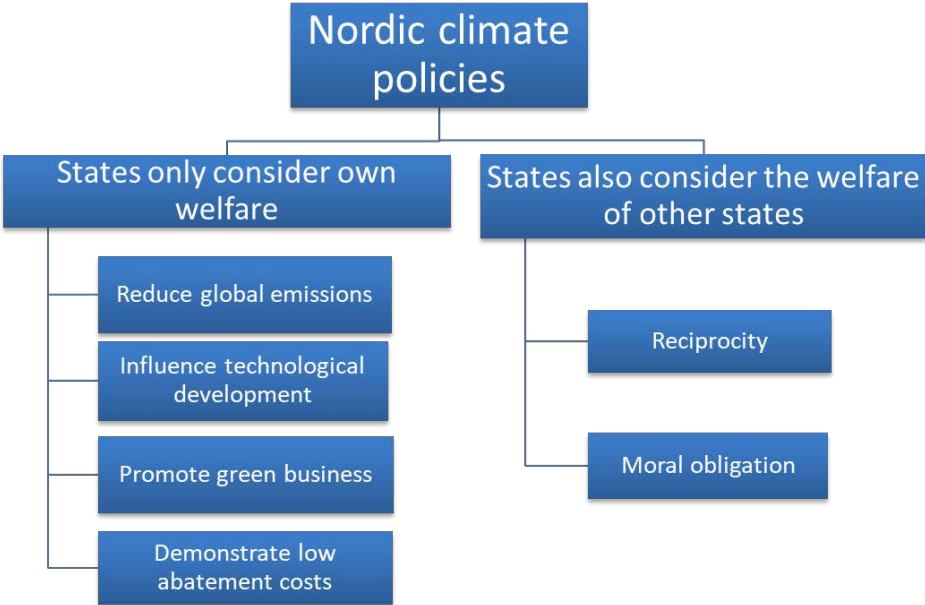 Nordic climate
policies
States only consider own
welfare
Reduce global emissions
Influence technological
development
Promote green business
Demonstrate low
abatement costs
States also consider the welfare
of other states
Reciprocity
Moral obligation